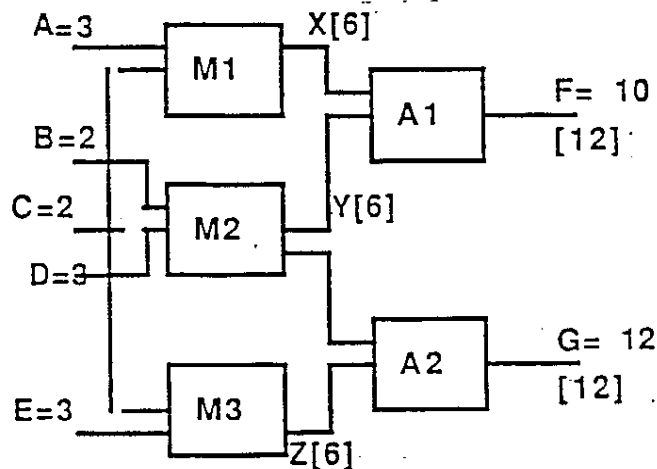 A=3
X[6]
M1
F= 10
A1
[12]
B=2
C=2
M2
Y[6]
D=3
G= 12
A2
[12]
E=3
M3
Z[6]